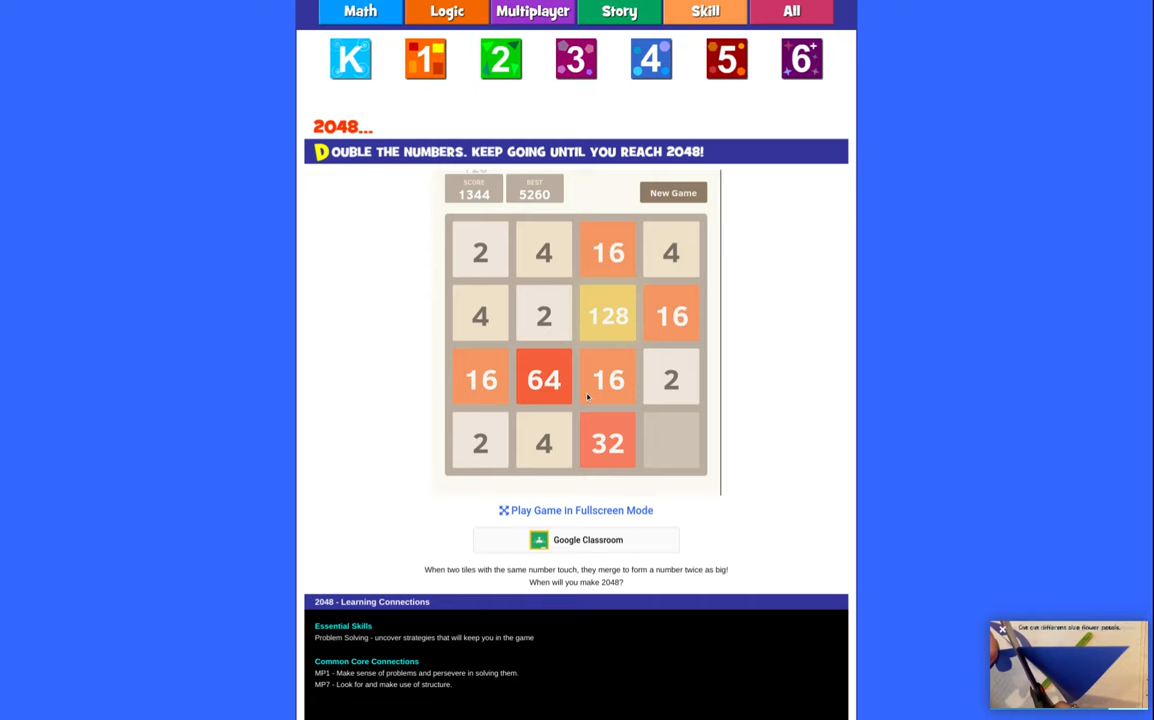 Math Logic Multiplayer Story Skill All
K 1 2 3 4 5 6
2048...
DOUBLE THE NUMBERS. KEEP GOING UNTIL YOU REACH 2048!
SCORE BEST
1344 5260 New Game
2 4 16 4
4 2 128 16
16 64 16 2
2 4 32
Play Game in Fullscreen Mode
Google Classroom
When two tiles with the same number touch, they merge to form a number twice as big!
When will you make 2048?
2048 - Learning Connections
Essential Skills
Problem Solving - uncover strategies that will keep you in the game
Common Core Connections
MP1 - Make sense of problems and persevere in solving them.
MP7 - Look for and make use of structure.
cut different size flower petals.